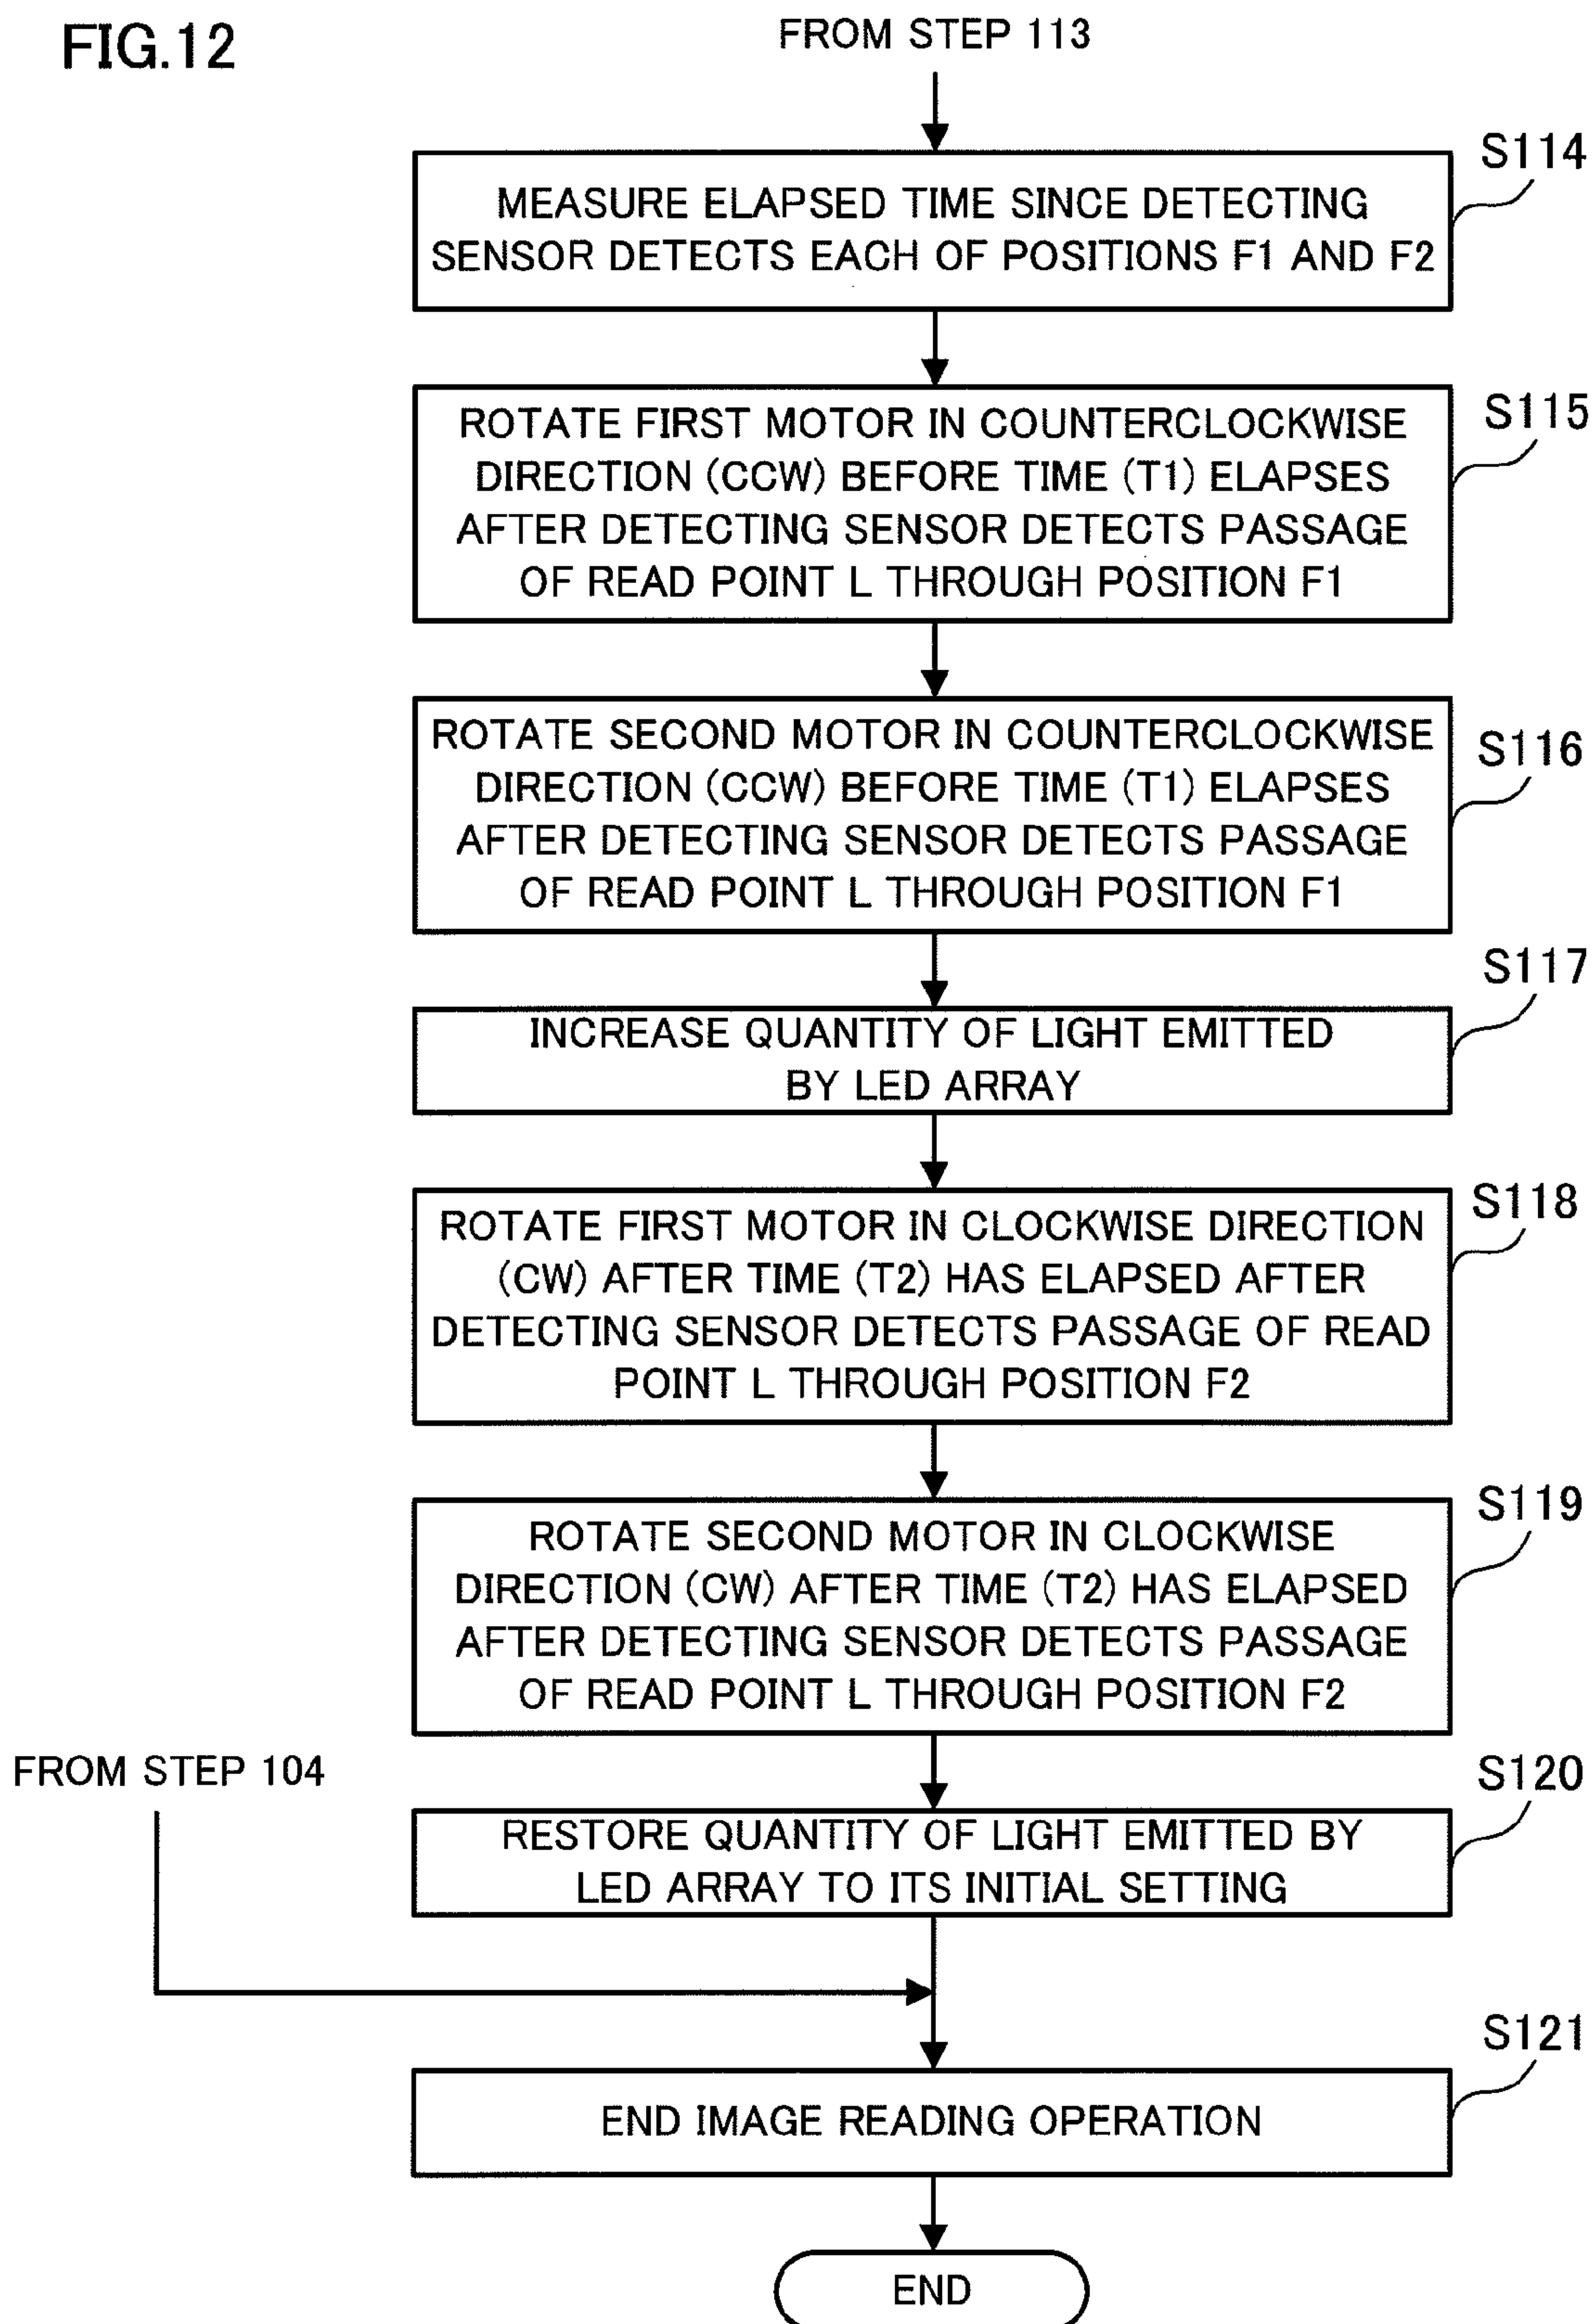 FIG.12
FROM STEP 113
S114
MEASURE ELAPSED TIME SINCE DETECTING
SENSOR DETECTS EACH OF POSITIONS F1 AND F2
S115
ROTATE FIRST MOTOR IN COUNTERCLOCKWISE
DIRECTION (CCW) BEFORE TIME (T1) ELAPSES
AFTER DETECTING SENSOR DETECTS PASSAGE
OF READ POINT L THROUGH POSITION F1
S116
ROTATE SECOND MOTOR IN COUNTERCLOCKWISE
DIRECTION (CCW) BEFORE TIME (T1) ELAPSES
AFTER DETECTING SENSOR DETECTS PASSAGE
OF READ POINT L THROUGH POSITION F1
S117
INCREASE QUANTITY OF LIGHT EMITTED
BY LED ARRAY
S118
ROTATE FIRST MOTOR IN CLOCKWISE DIRECTION
(CW) AFTER TIME (T2) HAS ELAPSED AFTER
DETECTING SENSOR DETECTS PASSAGE OF READ
POINT L THROUGH POSITION F2
S119
ROTATE SECOND MOTOR IN CLOCKWISE
DIRECTION (CW) AFTER TIME (T2) HAS ELAPSED
AFTER DETECTING SENSOR DETECTS PASSAGE
OF READ POINT L THROUGH POSITION F2
FROM STEP 104
S120
RESTORE QUANTITY OF LIGHT EMITTED BY
LED ARRAY TO ITS INITIAL SETTING
S121
END IMAGE READING OPERATION
END